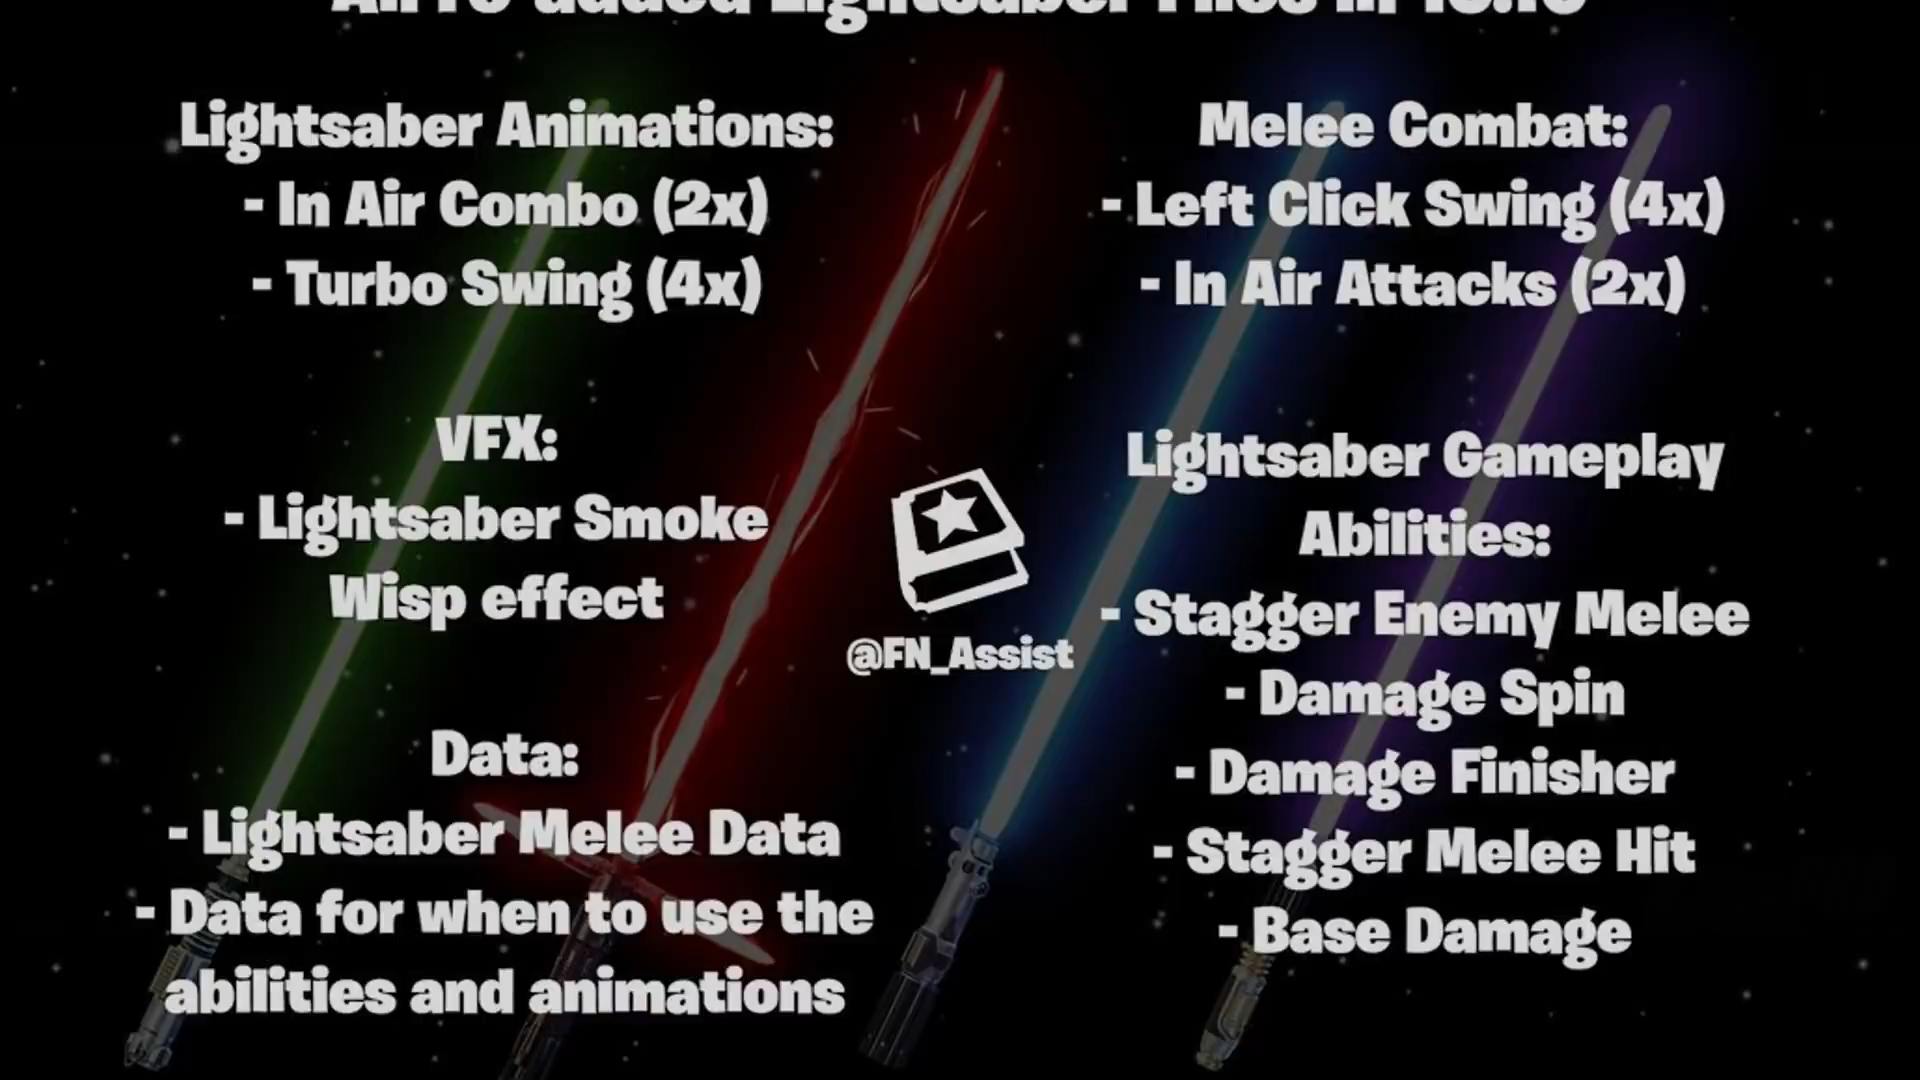 Lightsaber Animations:
- In Air Combo (2x)
- Turbo Swing (4x)
VFX:
- Lightsaber Smoke
Wisp effect
Data:
- Lightsaber Melee Data
- Data for when to use the
abilities and animations
@FN_Assist
Melee Combat:
- Left Click Swing (4x)
- In Air Attacks (2x)
Lightsaber Gameplay
Abilities:
- Stagger Enemy Melee
- Damage Spin
- Damage Finisher
- Stagger Melee Hit
- Base Damage